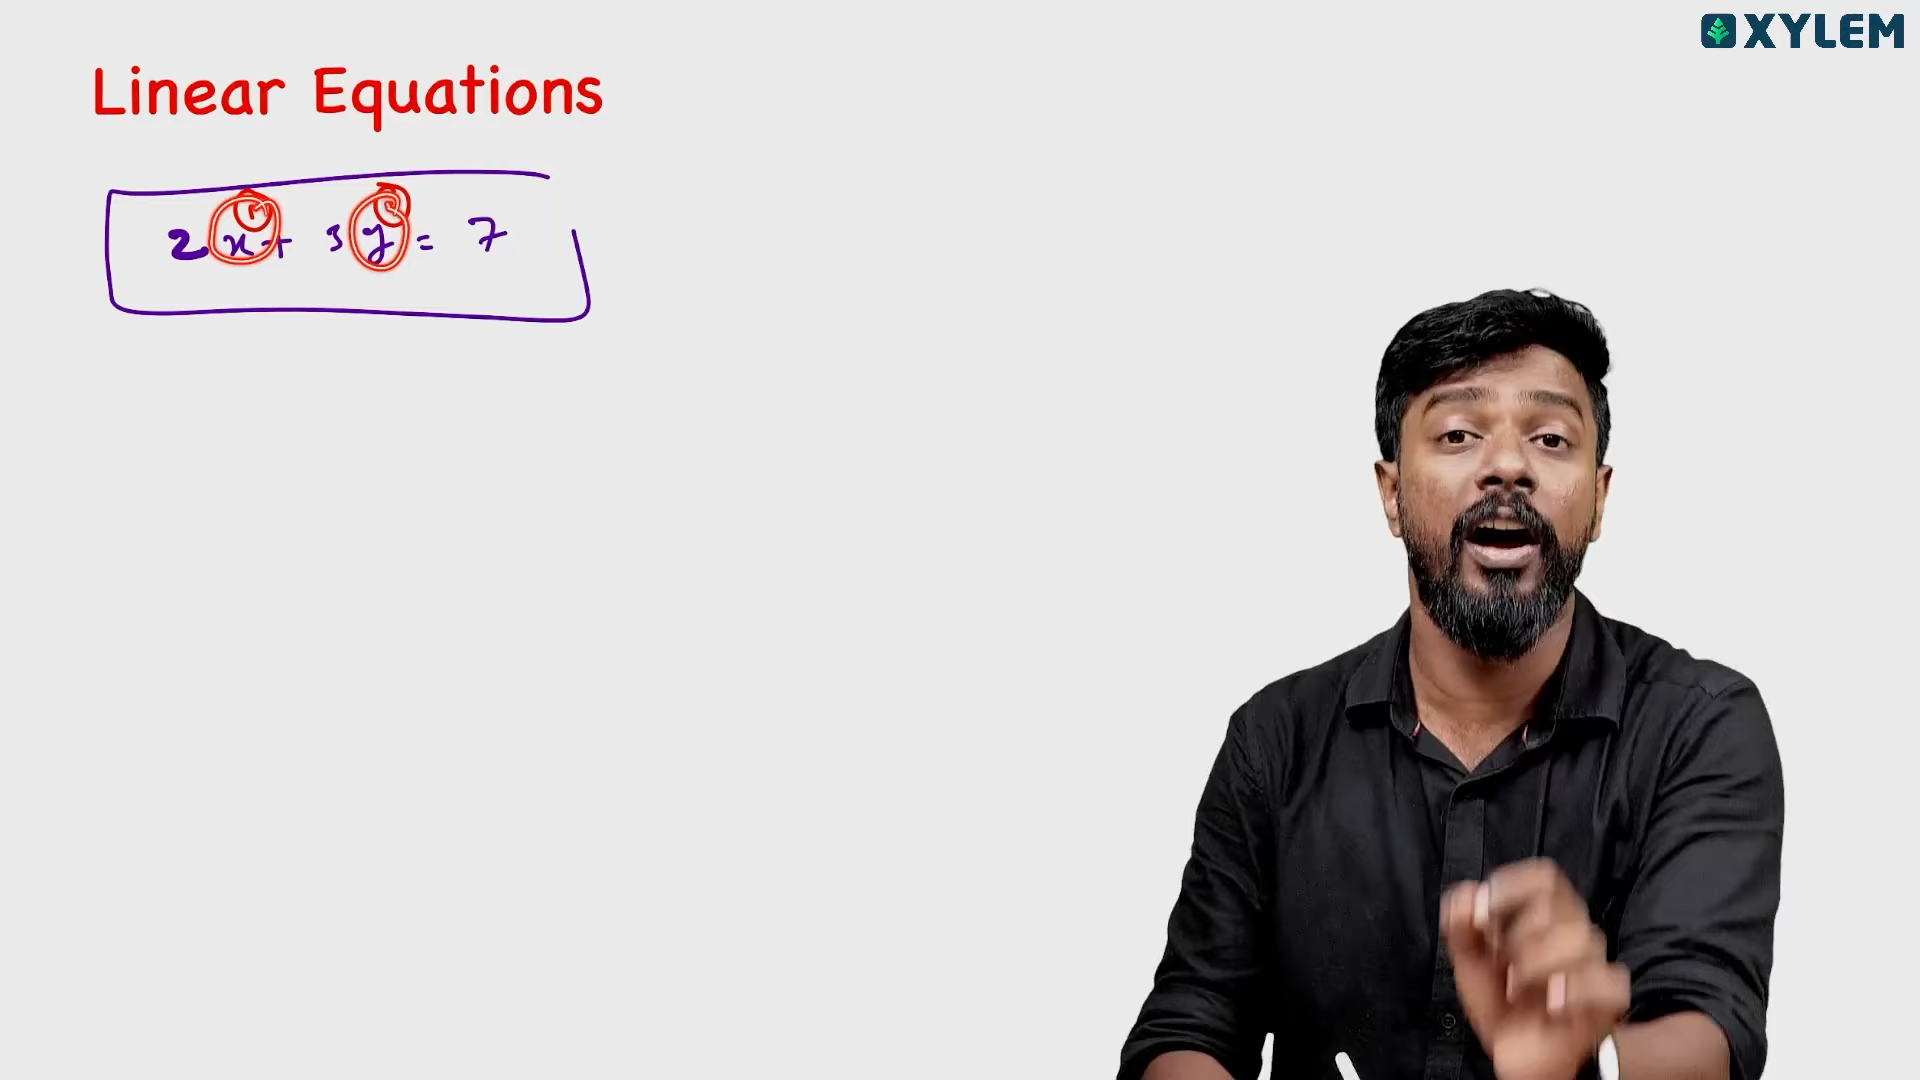 XYLEM
Linear Equations
2x + 3y = 7